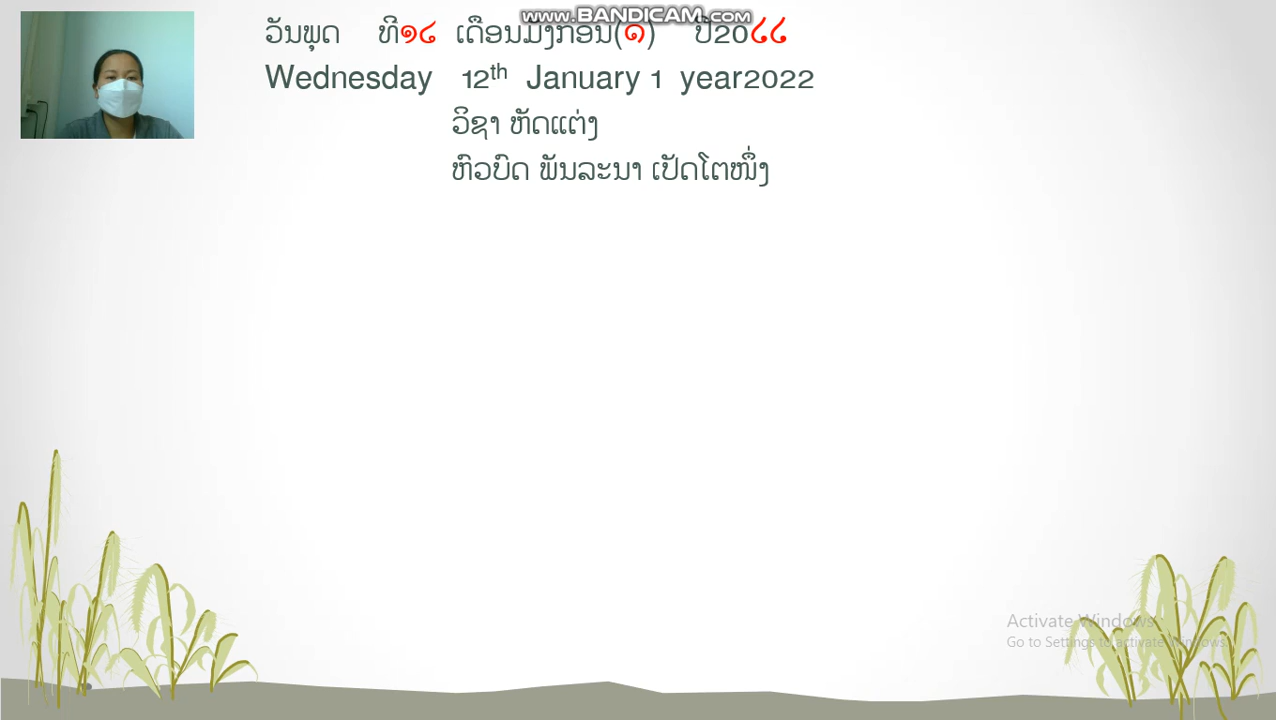 www.BANDICAM.com
ວັນພຸດ ທີ໑໒ ເດືອນມັງກອນ(໑) ປີ20໒໒
Wednesday 12th January 1 year2022
ວິຊາ ຫັດແຕ່ງ
ຫົວບົດ ພັນລະນາ ເປັດໂຕໜຶ່ງ
Activate Windows
Go to Settings to activate Windows.